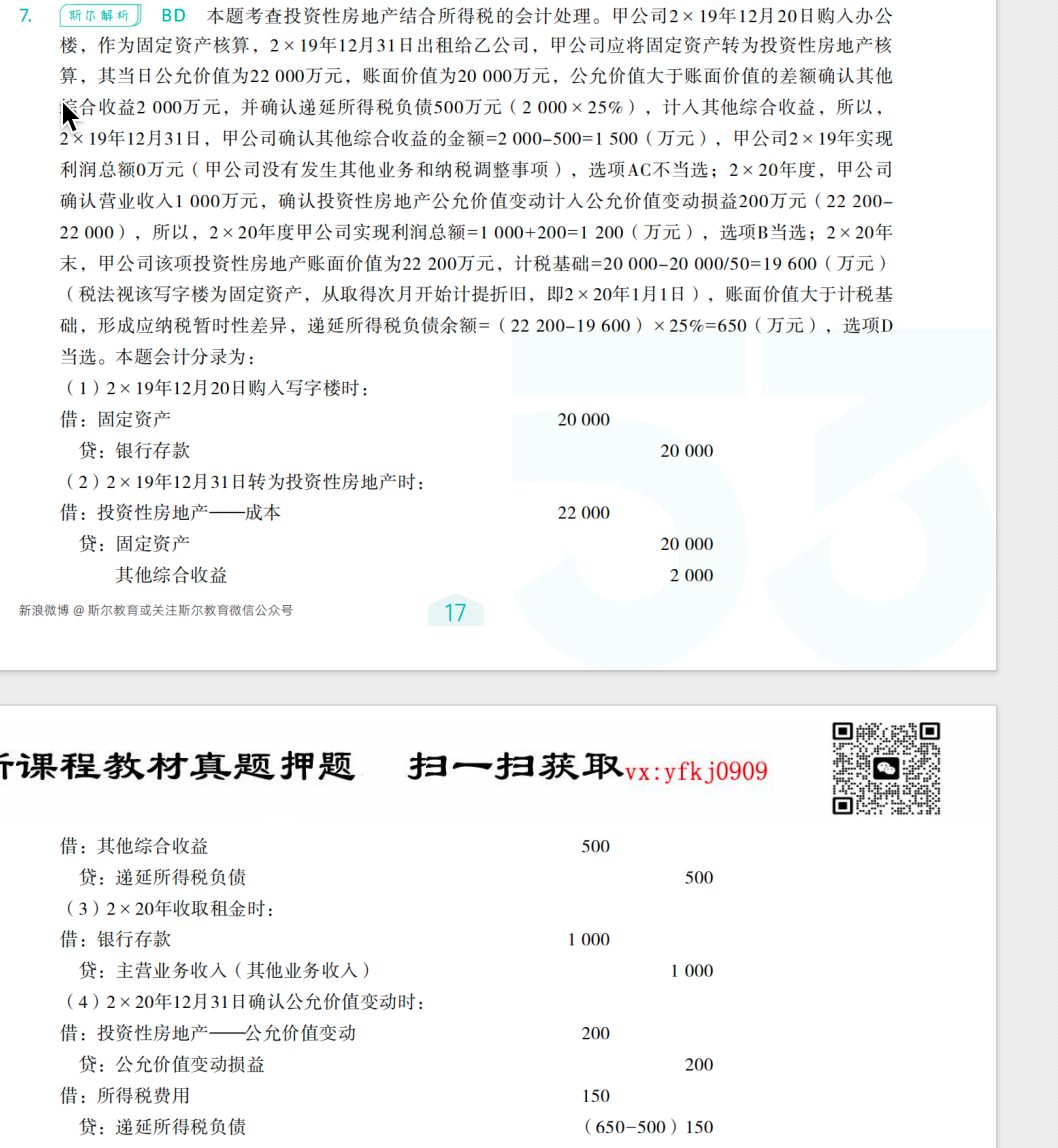 7. 斯尔解析 BD 本题考查投资性房地产结合所得税的会计处理。甲公司2×19年12月20日购入办公
楼，作为固定资产核算，2×19年12月31日出租给乙公司，甲公司应将固定资产转为投资性房地产核
算，其当日公允价值为22 000万元，账面价值为20 000万元，公允价值大于账面价值的差额确认其他
综合收益2 000万元，并确认递延所得税负债500万元（2 000×25%），计入其他综合收益，所以，
2×19年12月31日，甲公司确认其他综合收益的金额=2 000-500=1 500（万元），甲公司2×19年实现
利润总额0万元（甲公司没有发生其他业务和纳税调整事项），选项AC不当选；2×20年度，甲公司
确认营业收入1 000万元，确认投资性房地产公允价值变动计入公允价值变动损益200万元（22 200-
22 000），所以，2×20年度甲公司实现利润总额=1 000+200=1 200（万元），选项B当选；2×20年
末，甲公司该项投资性房地产账面价值为22 200万元，计税基础=20 000-20 000/50=19 600（万元）
（税法视该写字楼为固定资产，从取得次月开始计提折旧，即2×20年1月1日），账面价值大于计税基
础，形成应纳税暂时性差异，递延所得税负债余额=（22 200-19 600）×25%=650（万元），选项D
当选。本题会计分录为：
（1）2×19年12月20日购入写字楼时：
借：固定资产 20 000
贷：银行存款 20 000
（2）2×19年12月31日转为投资性房地产时：
借：投资性房地产——成本 22 000
贷：固定资产 20 000
其他综合收益 2 000
新浪微博 @ 斯尔教育或关注斯尔教育微信公众号 17
课程教材真题押题 扫一扫获取vx:yfkj0909
借：其他综合收益 500
贷：递延所得税负债 500
（3）2×20年收取租金时：
借：银行存款 1 000
贷：主营业务收入（其他业务收入） 1 000
（4）2×20年12月31日确认公允价值变动时：
借：投资性房地产——公允价值变动 200
贷：公允价值变动损益 200
借：所得税费用 150
贷：递延所得税负债 （650-500）150